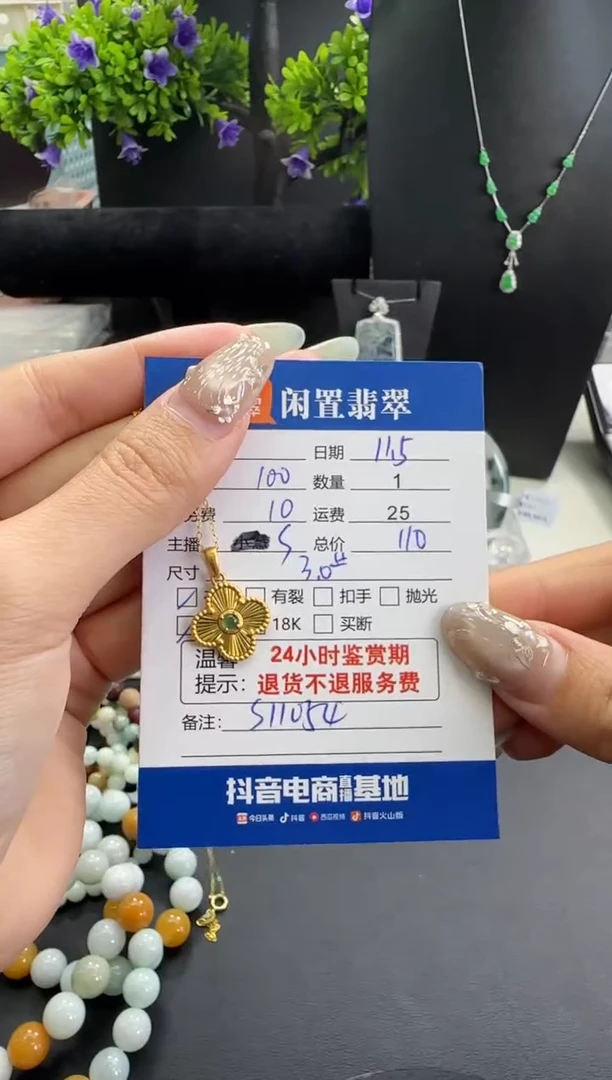 闲置翡翠
日期 11.5
100 数量 1
费 10 运费 25
主播 S 总价 110
尺寸 3.0
有裂 扣手 抛光
18K 买断
温馨 24小时鉴赏期
提示: 退货不退服务费
备注: S11054
抖音电商直播基地
今日头条 抖音 西瓜视频 抖音火山版